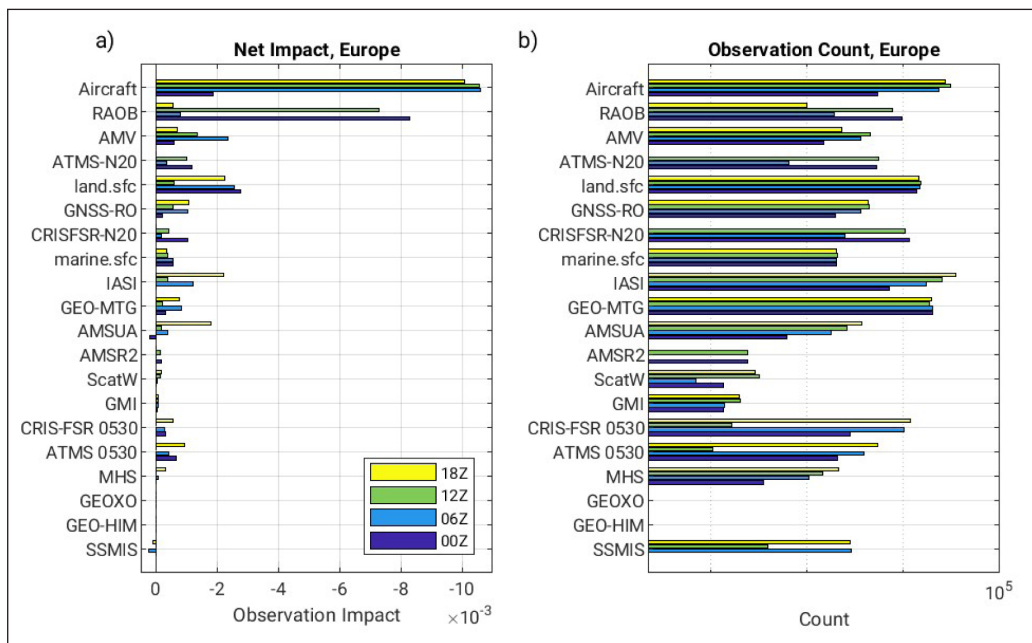 a)
Net Impact, Europe
Aircraft
RAOB
AMV
ATMS-N20
land.sfc
GNSS-RO
CRISFSR-N20
marine.sfc
IASI
GEO-MTG
AMSUA
AMSR2
ScatW
GMI
CRIS-FSR 0530
ATMS 0530
MHS
GEOXO
GEO-HIM
SSMIS
18Z
12Z
06Z
00Z
0 -2 -4 -6 -8 -10
Observation Impact ×10⁻³
b)
Observation Count, Europe
Aircraft
RAOB
AMV
ATMS-N20
land.sfc
GNSS-RO
CRISFSR-N20
marine.sfc
IASI
GEO-MTG
AMSUA
AMSR2
ScatW
GMI
CRIS-FSR 0530
ATMS 0530
MHS
GEOXO
GEO-HIM
SSMIS
10⁵
Count